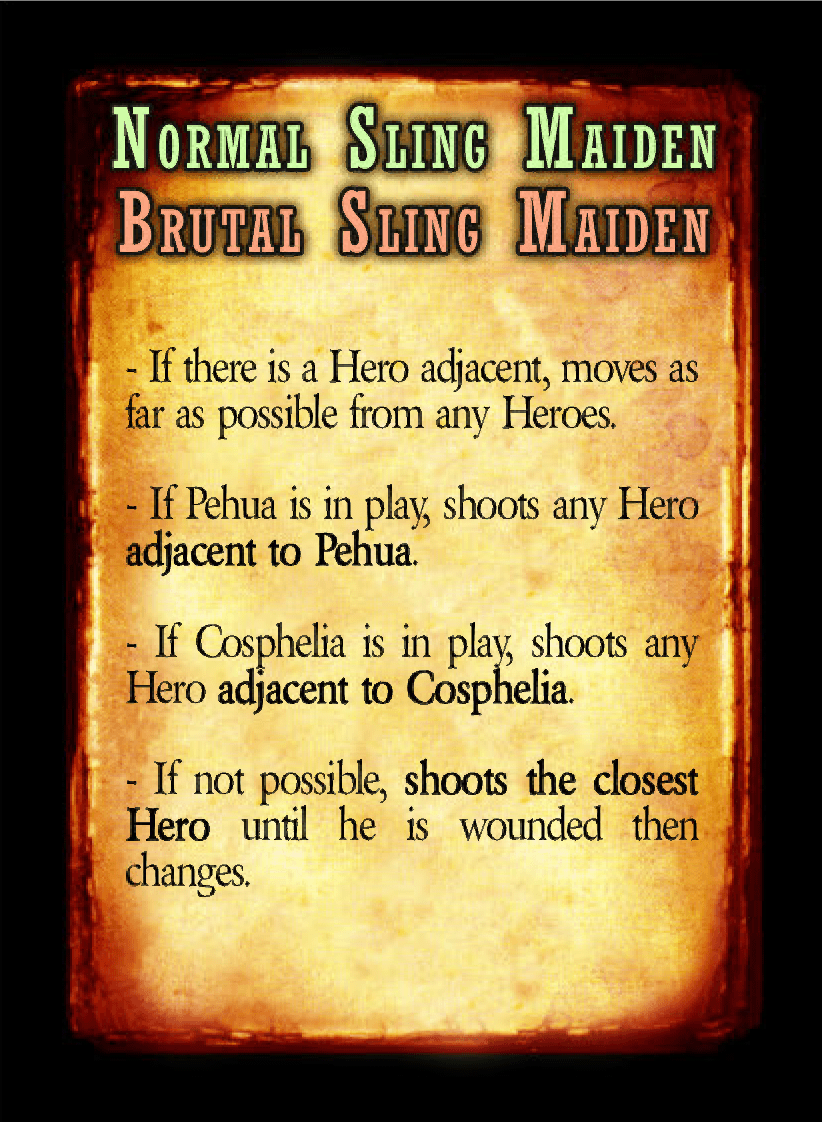 Normal Sling Maiden
Brutal Sling Maiden
- If there is a Hero adjacent, moves as
far as possible from any Heroes.
- If Pehua is in play, shoots any Hero
adjacent to Pehua.
- If Cosphelia is in play, shoots any
Hero adjacent to Cosphelia.
- If not possible, shoots the closest
Hero until he is wounded then
changes.